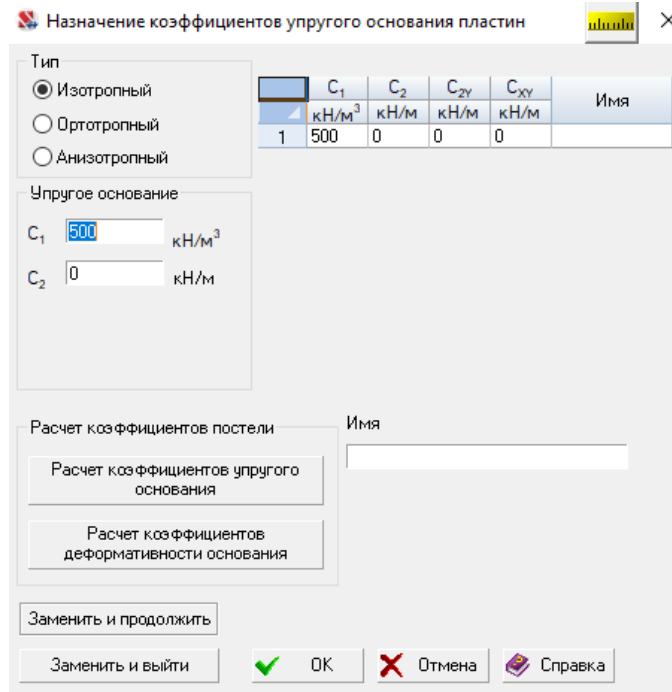 Назначение коэффициентов упругого основания пластин
Тип
Изотропный
Ортотропный
Анизотропный
C₁ C₂ C₂Y CXY Имя
кН/м³ кН/м кН/м кН/м
1 500 0 0 0
Упругое основание
C₁ 500 кН/м³
C₂ 0 кН/м
Расчет коэффициентов постели
Расчет коэффициентов упругого
основания
Расчет коэффициентов
деформативности основания
Имя
Заменить и продолжить
Заменить и выйти OK Отмена Справка